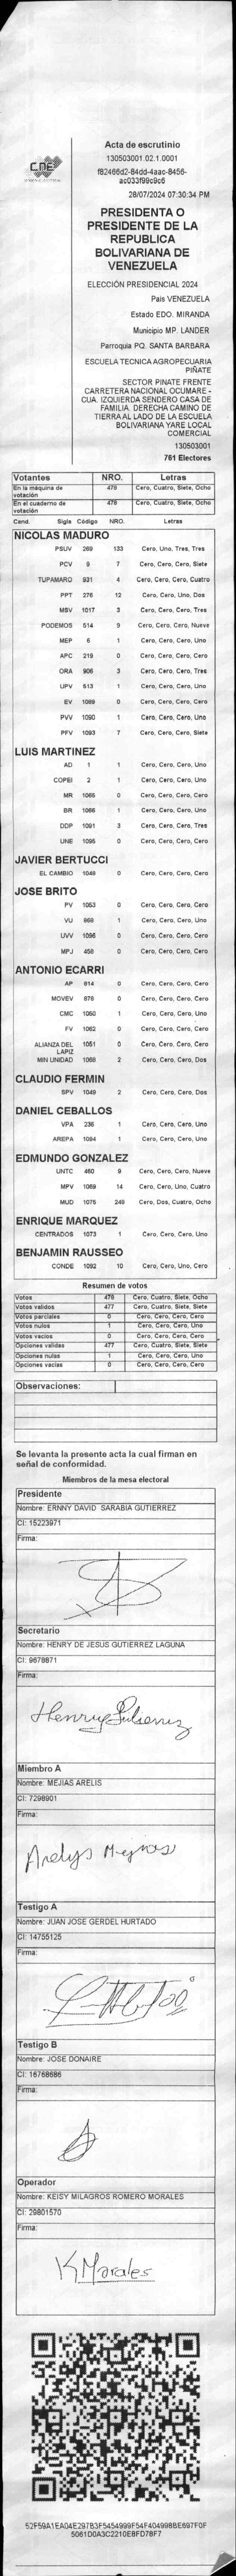 CNE
Acta de escrutinio
130503001.02.1.0001
f82466d2-84dd-4aac-8456-
ac033f99c9c6
28/07/2024 07:30:34 PM
PRESIDENTA O
PRESIDENTE DE LA
REPUBLICA
BOLIVARIANA DE
VENEZUELA
ELECCIÓN PRESIDENCIAL 2024
País VENEZUELA
Estado EDO. MIRANDA
Municipio MP. LANDER
Parroquia PQ. SANTA BARBARA
ESCUELA TECNICA AGROPECUARIA
PIÑATE
SECTOR PINATE FRENTE
CARRETERA NACIONAL OCUMARE -
CUA. IZQUIERDA SENDERO CASA DE
FAMILIA. DERECHA CAMINO DE
TIERRA AL LADO DE LA ESCUELA
BOLIVARIANA YARE LOCAL
COMERCIAL
130503001
761 Electores
Votantes NRO. Letras
En la máquina de votación 478 Cero, Cuatro, Siete, Ocho
En el cuaderno de votación 478 Cero, Cuatro, Siete, Ocho
Cand. Sigla Código NRO. Letras
NICOLAS MADURO
PSUV 269 133 Cero, Uno, Tres, Tres
PCV 9 7 Cero, Cero, Cero, Siete
TUPAMARO 931 4 Cero, Cero, Cero, Cuatro
PPT 276 12 Cero, Cero, Uno, Dos
MSV 1017 3 Cero, Cero, Cero, Tres
PODEMOS 514 9 Cero, Cero, Cero, Nueve
MEP 6 1 Cero, Cero, Cero, Uno
APC 219 0 Cero, Cero, Cero, Cero
ORA 906 3 Cero, Cero, Cero, Tres
UPV 513 1 Cero, Cero, Cero, Uno
EV 1089 0 Cero, Cero, Cero, Cero
PVV 1090 1 Cero, Cero, Cero, Uno
PFV 1093 7 Cero, Cero, Cero, Siete
LUIS MARTINEZ
AD 1 1 Cero, Cero, Cero, Uno
COPEI 2 1 Cero, Cero, Cero, Uno
MR 1065 0 Cero, Cero, Cero, Cero
BR 1066 1 Cero, Cero, Cero, Uno
DDP 1091 3 Cero, Cero, Cero, Tres
UNE 1095 0 Cero, Cero, Cero, Cero
JAVIER BERTUCCI
EL CAMBIO 1048 0 Cero, Cero, Cero, Cero
JOSE BRITO
PV 1053 0 Cero, Cero, Cero, Cero
VU 868 1 Cero, Cero, Cero, Uno
UVV 1096 0 Cero, Cero, Cero, Cero
MPJ 458 0 Cero, Cero, Cero, Cero
ANTONIO ECARRI
AP 814 0 Cero, Cero, Cero, Cero
MOVEV 878 0 Cero, Cero, Cero, Cero
CMC 1050 1 Cero, Cero, Cero, Uno
FV 1062 0 Cero, Cero, Cero, Cero
ALIANZA DEL LAPIZ 1051 0 Cero, Cero, Cero, Cero
MIN UNIDAD 1068 2 Cero, Cero, Cero, Dos
CLAUDIO FERMIN
SPV 1049 2 Cero, Cero, Cero, Dos
DANIEL CEBALLOS
VPA 236 1 Cero, Cero, Cero, Uno
AREPA 1094 1 Cero, Cero, Cero, Uno
EDMUNDO GONZALEZ
UNTC 460 9 Cero, Cero, Cero, Nueve
MPV 1069 14 Cero, Cero, Uno, Cuatro
MUD 1075 248 Cero, Dos, Cuatro, Ocho
ENRIQUE MARQUEZ
CENTRADOS 1073 1 Cero, Cero, Cero, Uno
BENJAMIN RAUSSEO
CONDE 1092 10 Cero, Cero, Uno, Cero
Resumen de votos
Votos 478 Cero, Cuatro, Siete, Ocho
Votos validos 477 Cero, Cuatro, Siete, Siete
Votos parciales 0 Cero, Cero, Cero, Cero
Votos nulos 1 Cero, Cero, Cero, Uno
Votos vacios 0 Cero, Cero, Cero, Cero
Opciones validas 477 Cero, Cuatro, Siete, Siete
Opciones nulas 1 Cero, Cero, Cero, Uno
Opciones vacias 0 Cero, Cero, Cero, Cero
Observaciones:
Se levanta la presente acta la cual firman en
señal de conformidad.
Miembros de la mesa electoral
Presidente
Nombre: ERNNY DAVID SARABIA GUTIERREZ
CI: 15223971
Firma:
Secretario
Nombre: HENRY DE JESUS GUTIERREZ LAGUNA
CI: 9678871
Firma:
Henry Gutierrez
Miembro A
Nombre: MEJIAS ARELIS
CI: 7298901
Firma:
Arelys Mejias
Testigo A
Nombre: JUAN JOSE GERDEL HURTADO
CI: 14755125
Firma:
Testigo B
Nombre: JOSE DONAIRE
CI: 16768686
Firma:
Operador
Nombre: KEISY MILAGROS ROMERO MORALES
CI: 29801570
Firma:
K Morales
52F59A1EA04E297B3F5454999F54F404998BE697F0F
5061D0A3C2210E8FD78F7